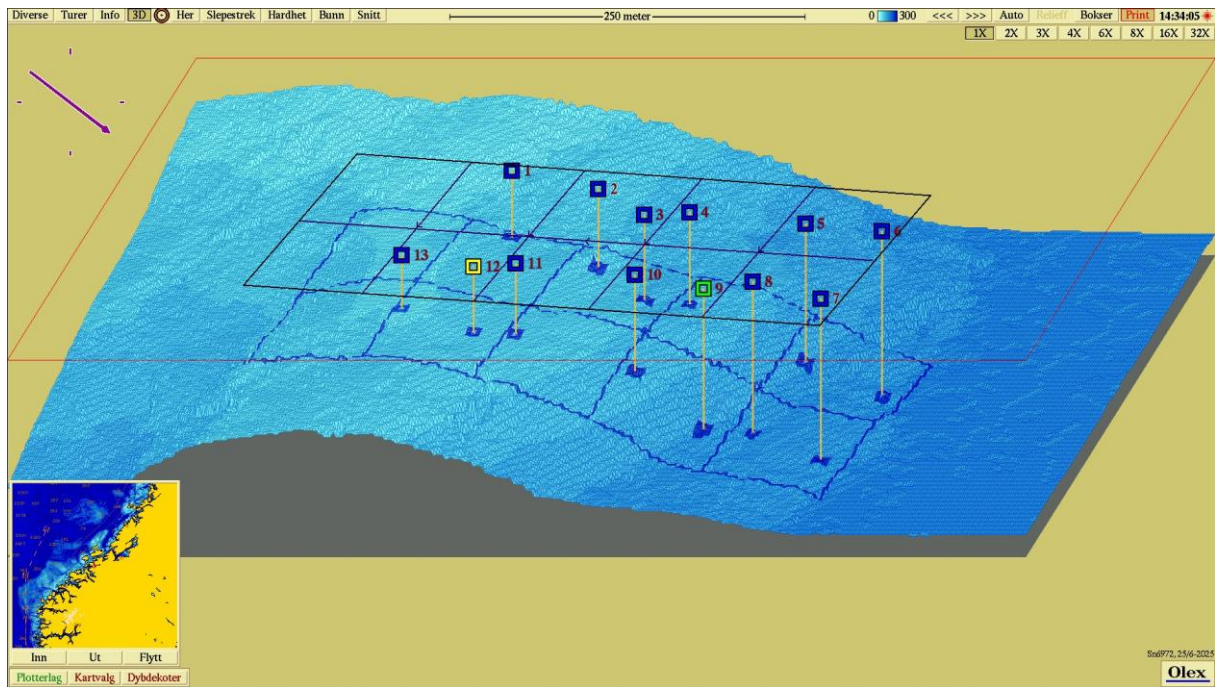 Diverse Turer Info 3D Her Slepestrek Hardhet Bunn Snitt 250 meter 0 300 <<< >>> Auto Relieff Bokser Print 14:34:05
1X 2X 3X 4X 6X 8X 16X 32X
1
2
3
4
5
6
13
12
11
10
9
8
7
Inn Ut Flytt
Sn6972, 25/6-2025
Plotterlag Kartvalg Dybdekoter
Olex